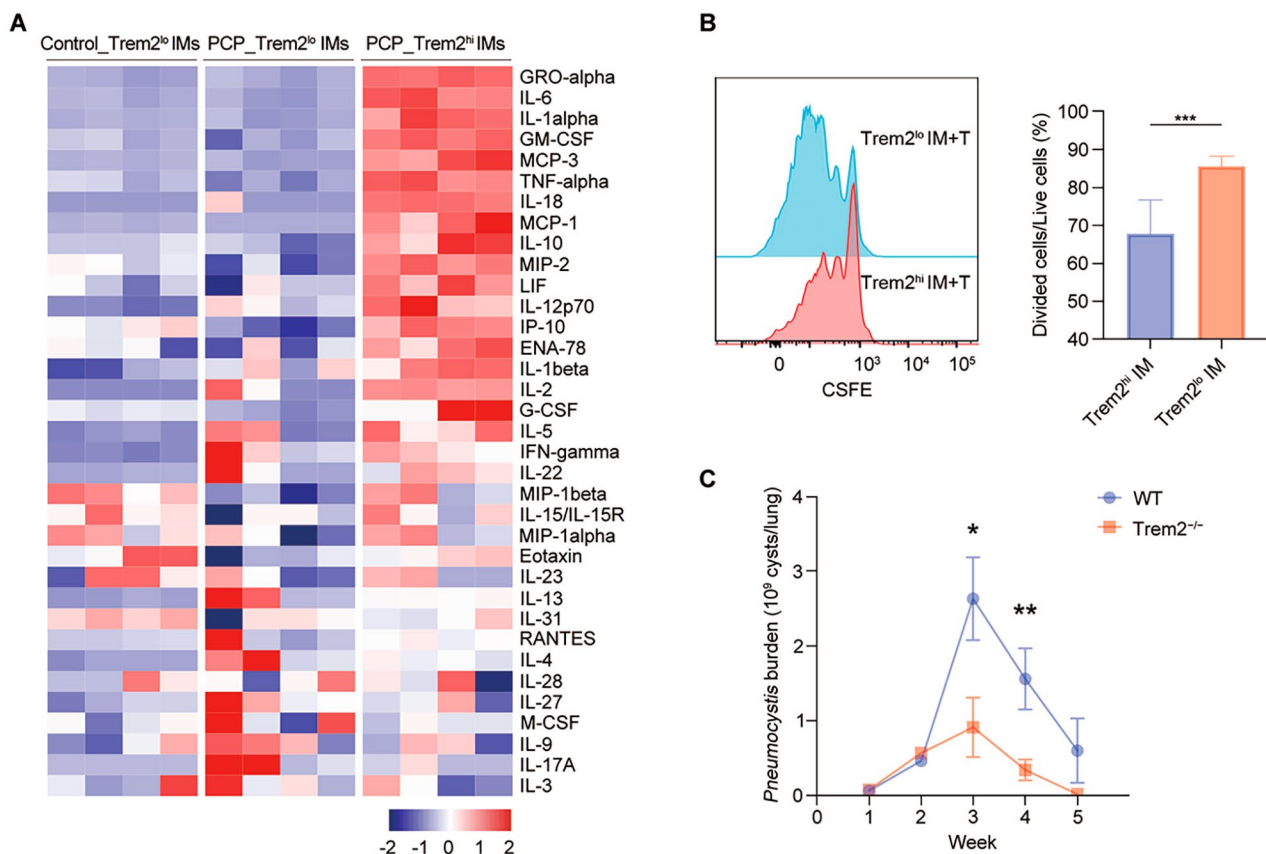 A
Control_Trem2ˡᵒ IMs PCP_Trem2ˡᵒ IMs PCP_Trem2ʰⁱ IMs
GRO-alpha
IL-6
IL-1alpha
GM-CSF
MCP-3
TNF-alpha
IL-18
MCP-1
IL-10
MIP-2
LIF
IL-12p70
IP-10
ENA-78
IL-1beta
IL-2
G-CSF
IL-5
IFN-gamma
IL-22
MIP-1beta
IL-15/IL-15R
MIP-1alpha
Eotaxin
IL-23
IL-13
IL-31
RANTES
IL-4
IL-28
IL-27
M-CSF
IL-9
IL-17A
IL-3
-2 -1 0 1 2
B
Trem2ˡᵒ IM+T
Trem2ʰⁱ IM+T
0 10³ 10⁴ 10⁵
CSFE
Divided cells/Live cells (%)
100
90
80
70
60
50
40
***
Trem2ʰⁱ IM
Trem2ˡᵒ IM
C
Pneumocystis burden (10⁹ cysts/lung)
4
3
2
1
0
*
**
0 1 2 3 4 5
Week
WT
Trem2⁻/⁻